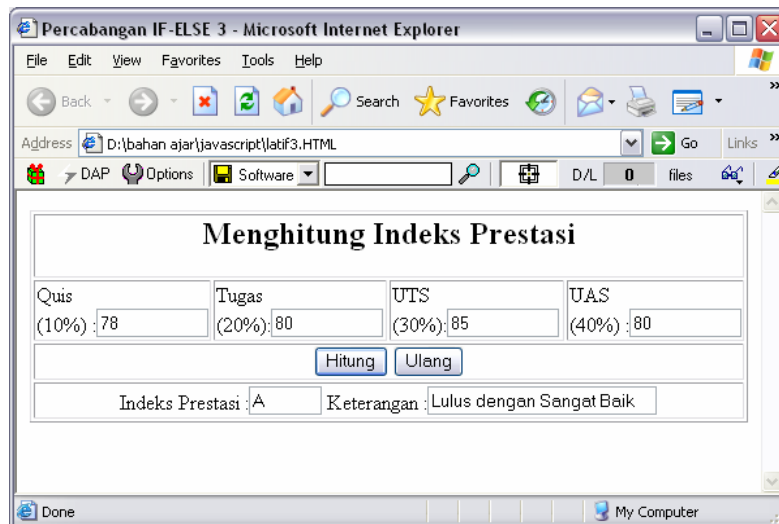 Percabangan IF-ELSE 3 - Microsoft Internet Explorer
File Edit View Favorites Tools Help
Back Search Favorites »
Address D:\bahan ajar\javascript\latif3.HTML Go Links »
DAP Options Software D/L 0 files
Menghitung Indeks Prestasi
Quis Tugas UTS UAS
(10%) : 78 (20%): 80 (30%): 85 (40%) : 80
Hitung Ulang
Indeks Prestasi : A Keterangan : Lulus dengan Sangat Baik
Done My Computer